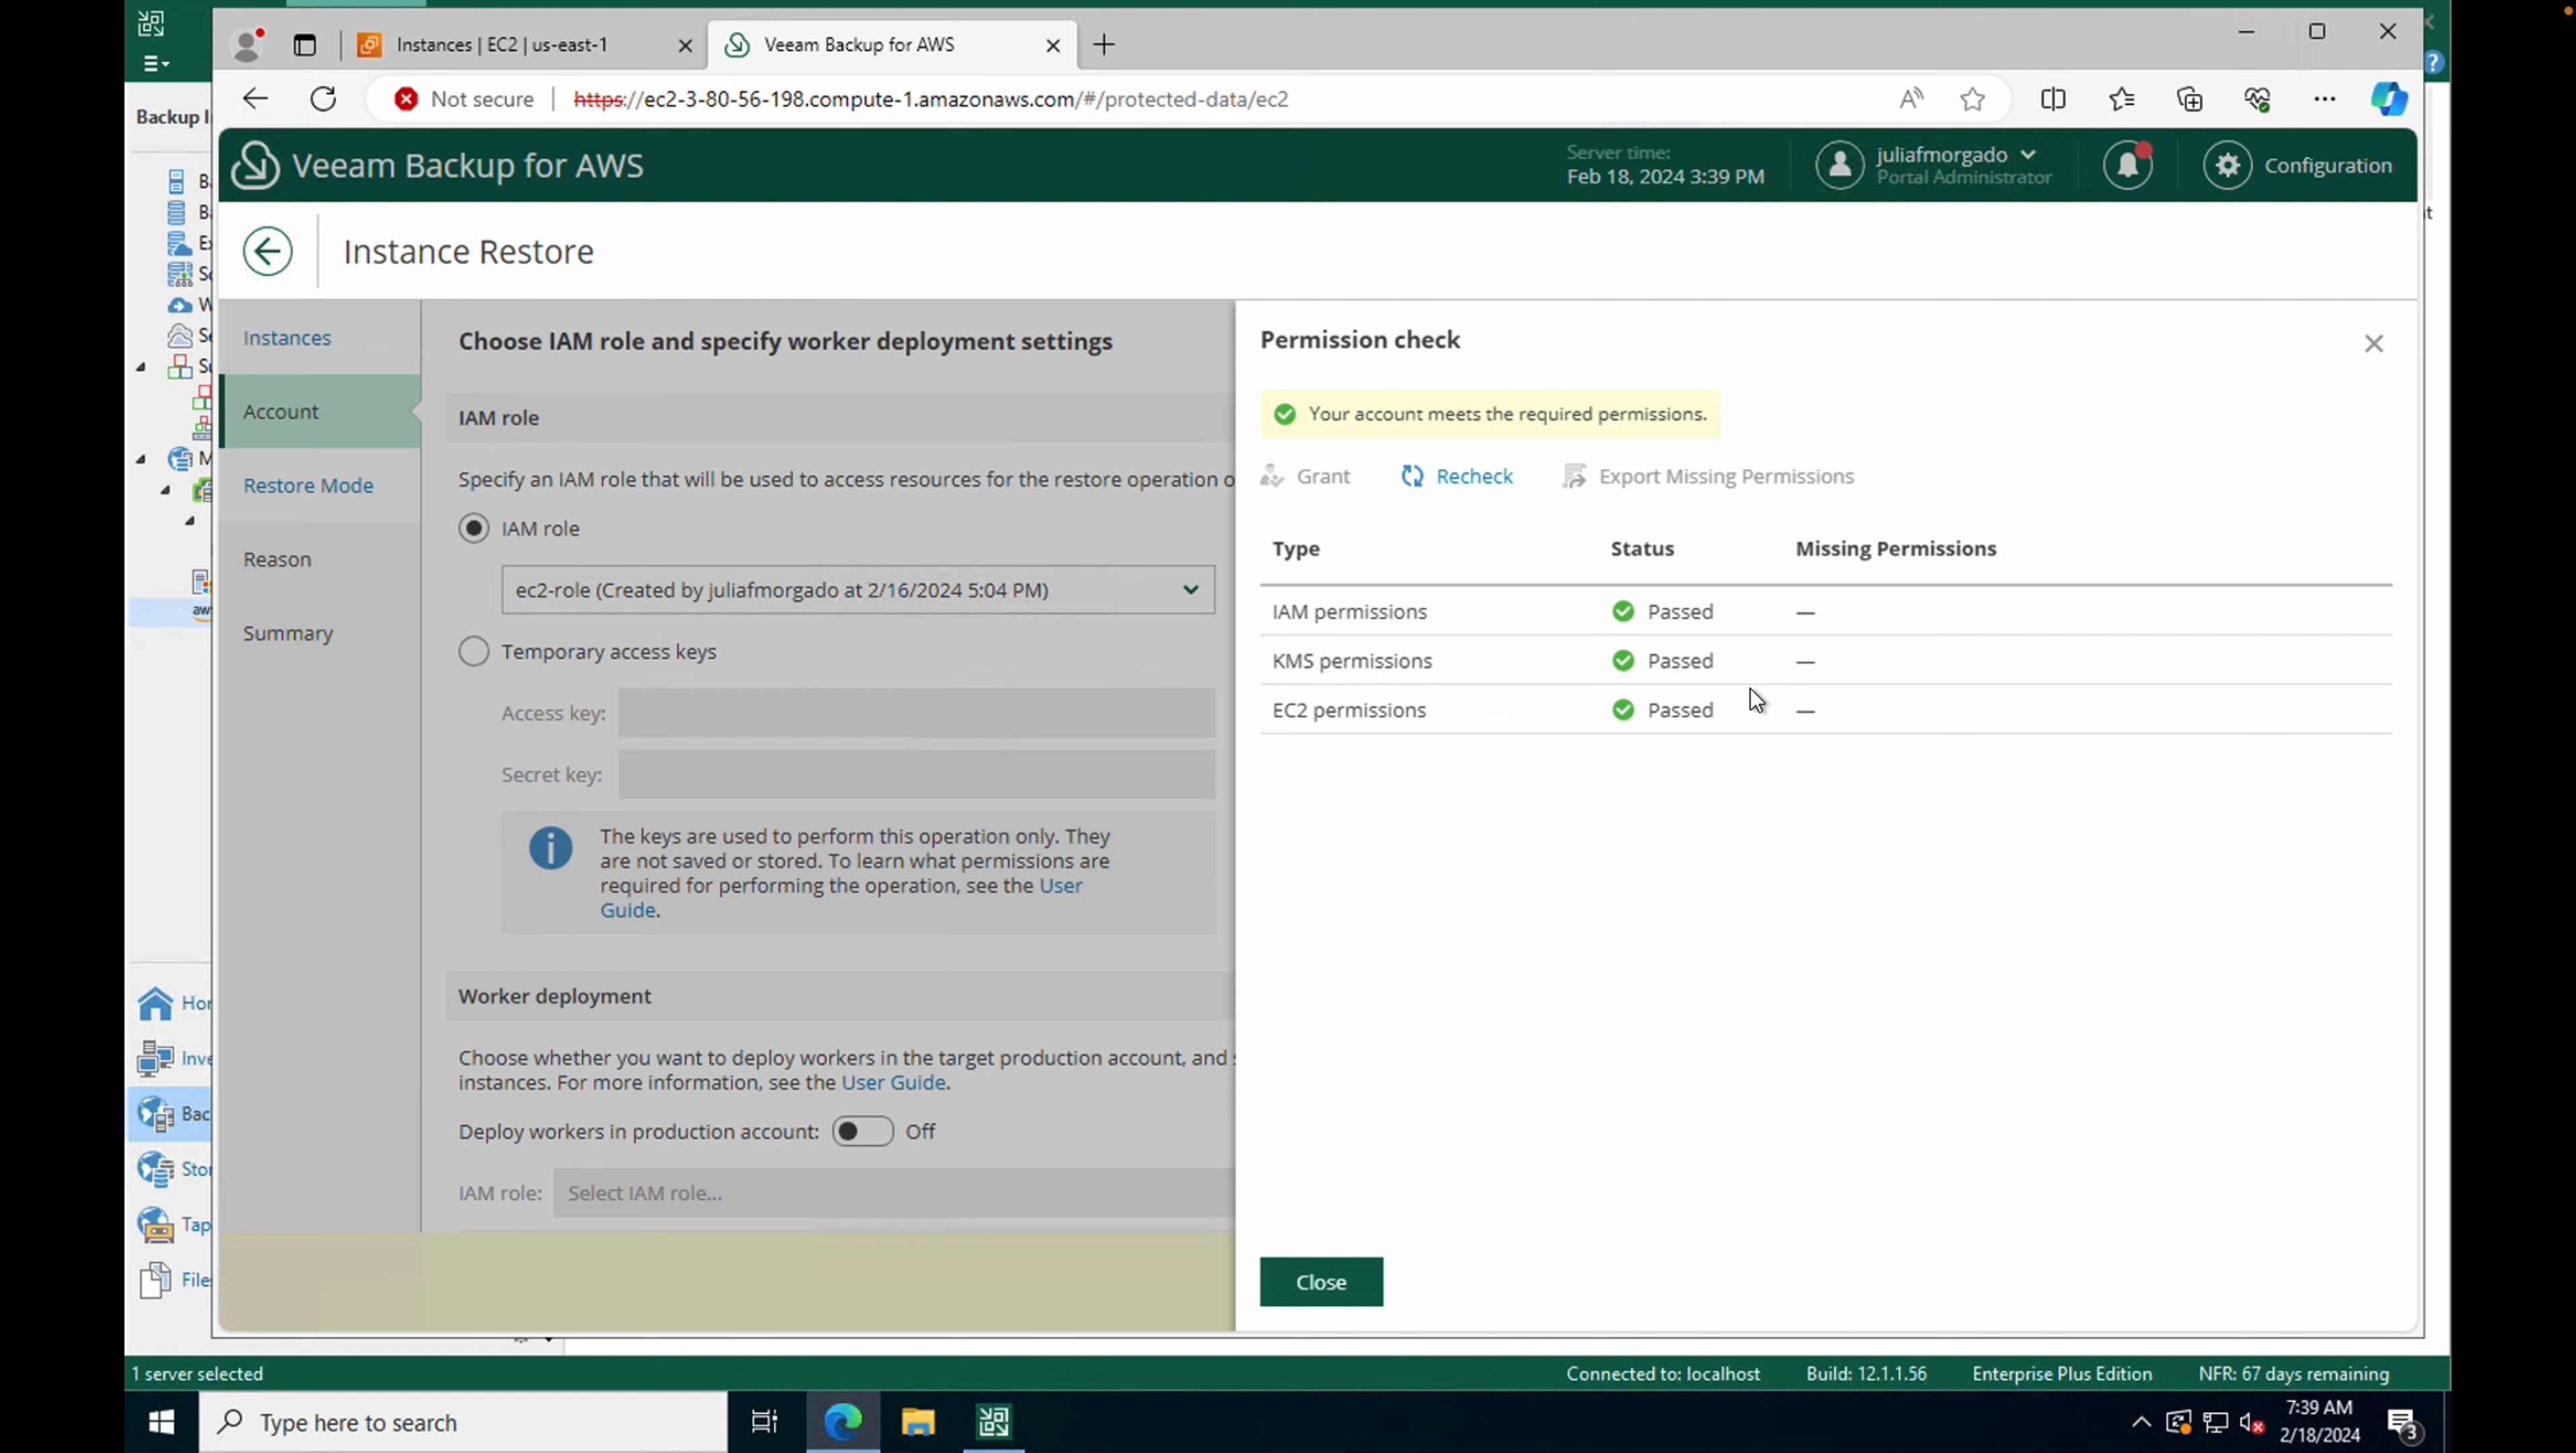 Instances | EC2 | us-east-1
Veeam Backup for AWS
Not secure
https://ec2-3-80-56-198.compute-1.amazonaws.com/#/protected-data/ec2
Backup
Veeam Backup for AWS
Server time:
Feb 18, 2024 3:39 PM
juliafmorgado
Portal Administrator
Configuration
Instance Restore
Instances
Account
Restore Mode
Reason
Summary
Choose IAM role and specify worker deployment settings
IAM role
Specify an IAM role that will be used to access resources for the restore operation
IAM role
ec2-role (Created by juliafmorgado at 2/16/2024 5:04 PM)
Temporary access keys
Access key:
Secret key:
The keys are used to perform this operation only. They
are not saved or stored. To learn what permissions are
required for performing the operation, see the User
Guide.
Worker deployment
Choose whether you want to deploy workers in the target production account, and
instances. For more information, see the User Guide.
Deploy workers in production account: Off
IAM role: Select IAM role...
Permission check
Your account meets the required permissions.
Grant Recheck Export Missing Permissions
Type Status Missing Permissions
IAM permissions Passed —
KMS permissions Passed —
EC2 permissions Passed —
Close
Hor
Inve
Bac
Stor
Tap
File
1 server selected
Connected to: localhost Build: 12.1.1.56 Enterprise Plus Edition NFR: 67 days remaining
Type here to search
7:39 AM
2/18/2024
3